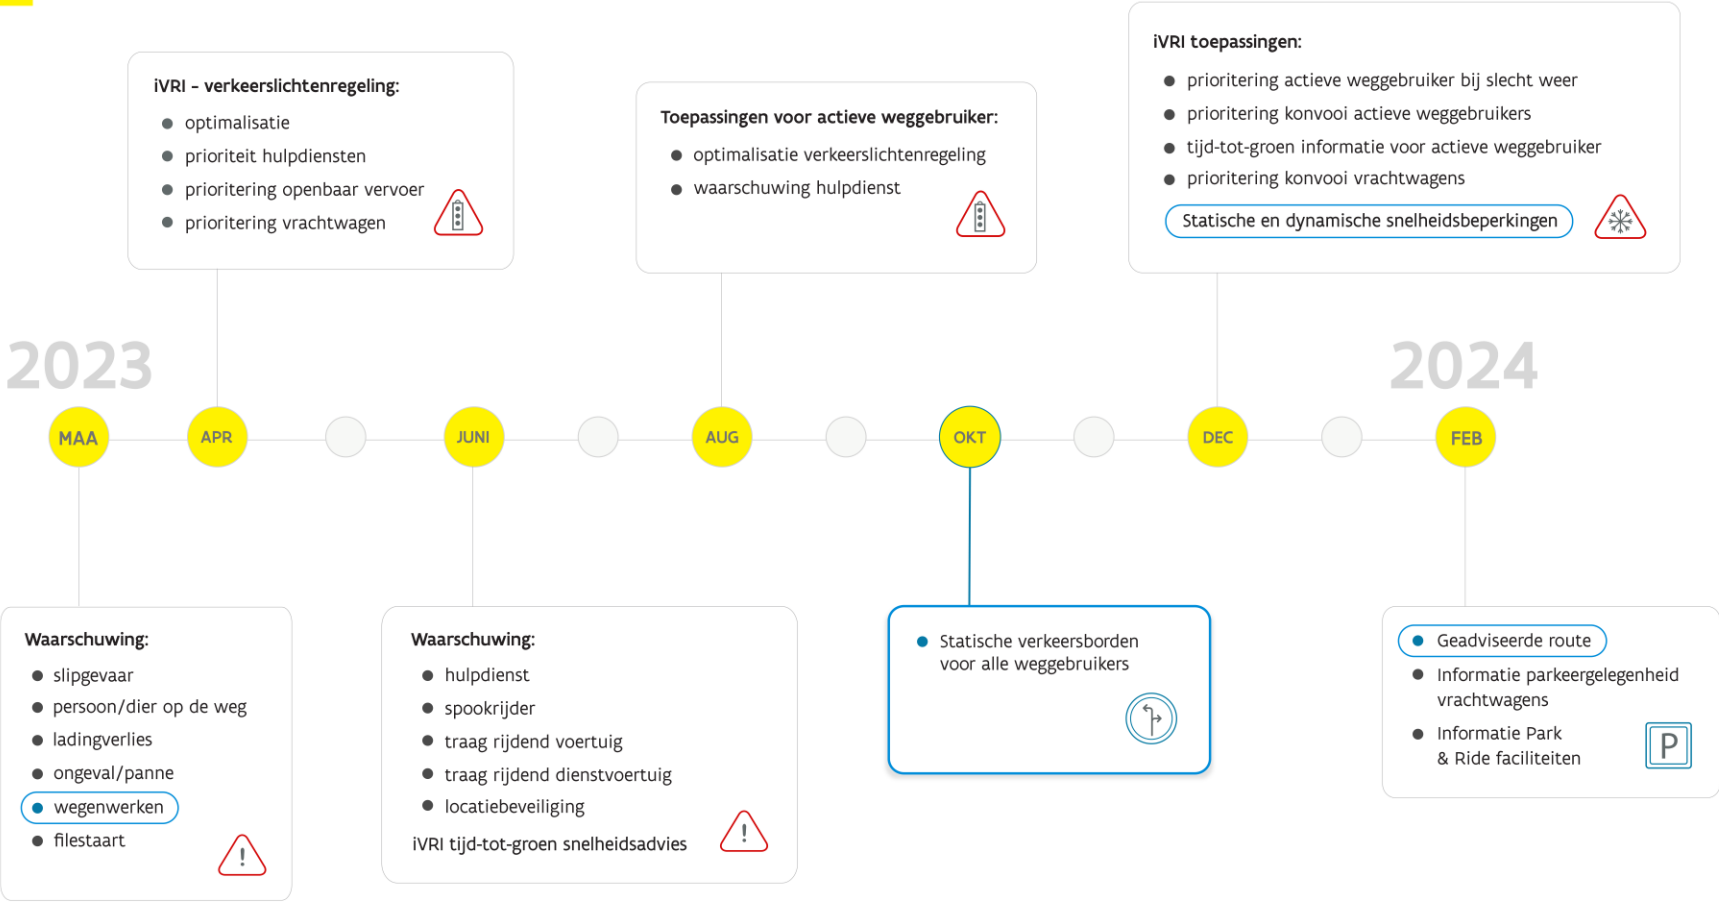 iVRI - verkeerslichtenregeling:
optimalisatie
prioriteit hulpdiensten
prioritering openbaar vervoer
prioritering vrachtwagen
Toepassingen voor actieve weggebruiker:
optimalisatie verkeerslichtenregeling
waarschuwing hulpdienst
iVRI toepassingen:
prioritering actieve weggebruiker bij slecht weer
prioritering konvooi actieve weggebruikers
tijd-tot-groen informatie voor actieve weggebruiker
prioritering konvooi vrachtwagens
Statische en dynamische snelheidsbeperkingen
2023
2024
MAA
APR
JUNI
AUG
OKT
DEC
FEB
Waarschuwing:
slipgevaar
persoon/dier op de weg
ladingverlies
ongeval/panne
wegenwerken
filestaart
!
Waarschuwing:
hulpdienst
spookrijder
traag rijdend voertuig
traag rijdend dienstvoertuig
locatiebeveiliging
iVRI tijd-tot-groen snelheidsadvies
!
Statische verkeersborden
voor alle weggebruikers
Geadviseerde route
Informatie parkeergelegenheid
vrachtwagens
Informatie Park
& Ride faciliteiten
P